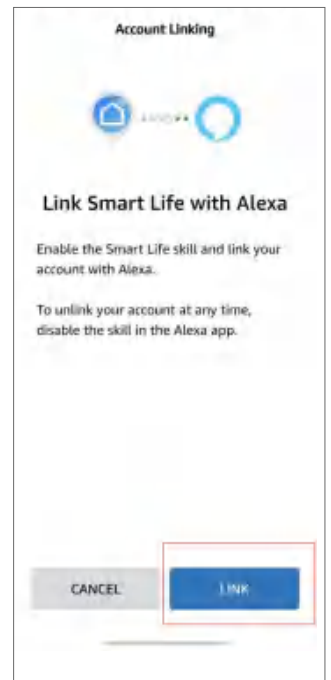 Account Linking
Link Smart Life with Alexa
Enable the Smart Life skill and link your
account with Alexa.
To unlink your account at any time,
disable the skill in the Alexa app.
CANCEL
LINK